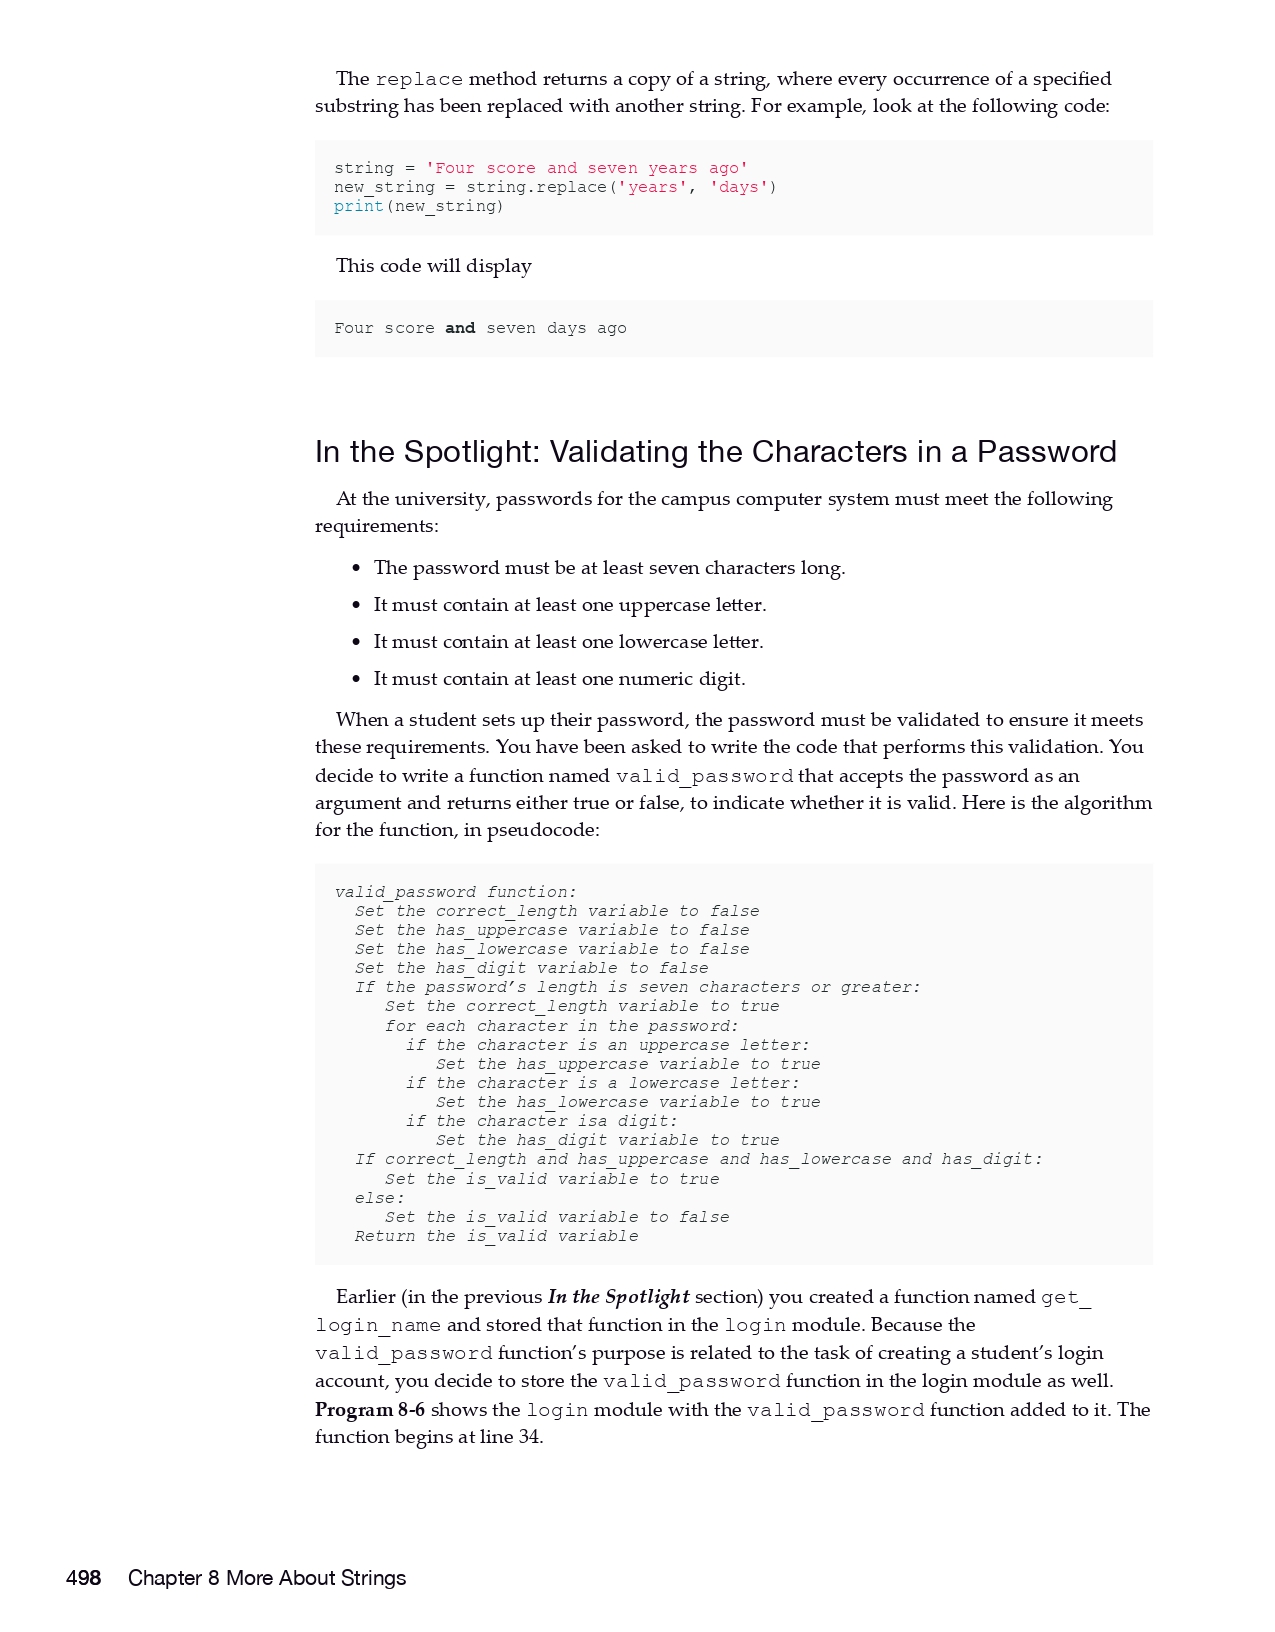 The replace method returns a copy of a string, where every occurrence of a specified
substring has been replaced with another string. For example, look at the following code:
string = 'Four score and seven years ago'
new_string = string.replace('years', 'days')
print(new_string)
This code will display
Four score and seven days ago
In the Spotlight: Validating the Characters in a Password
At the university, passwords for the campus computer system must meet the following
requirements:
• The password must be at least seven characters long.
• It must contain at least one uppercase letter.
• It must contain at least one lowercase letter.
• It must contain at least one numeric digit.
When a student sets up their password, the password must be validated to ensure it meets
these requirements. You have been asked to write the code that performs this validation. You
decide to write a function named valid_password that accepts the password as an
argument and returns either true or false, to indicate whether it is valid. Here is the algorithm
for the function, in pseudocode:
valid_password function:
  Set the correct_length variable to false
  Set the has_uppercase variable to false
  Set the has_lowercase variable to false
  Set the has_digit variable to false
  If the password’s length is seven characters or greater:
     Set the correct_length variable to true
     for each character in the password:
       if the character is an uppercase letter:
          Set the has_uppercase variable to true
       if the character is a lowercase letter:
          Set the has_lowercase variable to true
       if the character isa digit:
          Set the has_digit variable to true
  If correct_length and has_uppercase and has_lowercase and has_digit:
     Set the is_valid variable to true
  else:
     Set the is_valid variable to false
  Return the is_valid variable
Earlier (in the previous In the Spotlight section) you created a function named get_
login_name and stored that function in the login module. Because the
valid_password function’s purpose is related to the task of creating a student’s login
account, you decide to store the valid_password function in the login module as well.
Program 8-6 shows the login module with the valid_password function added to it. The
function begins at line 34.
498 Chapter 8 More About Strings